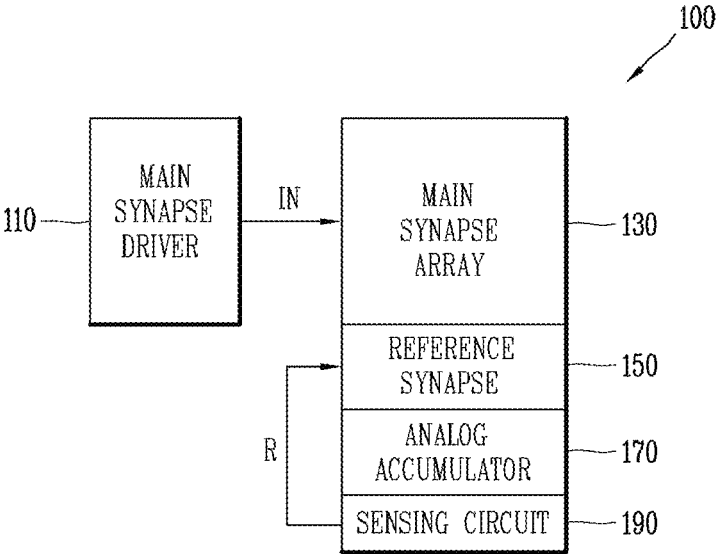 100
MAIN
SYNAPSE
DRIVER
110
IN
MAIN
SYNAPSE
ARRAY
130
REFERENCE
SYNAPSE
150
R
ANALOG
ACCUMULATOR
170
SENSING CIRCUIT
190